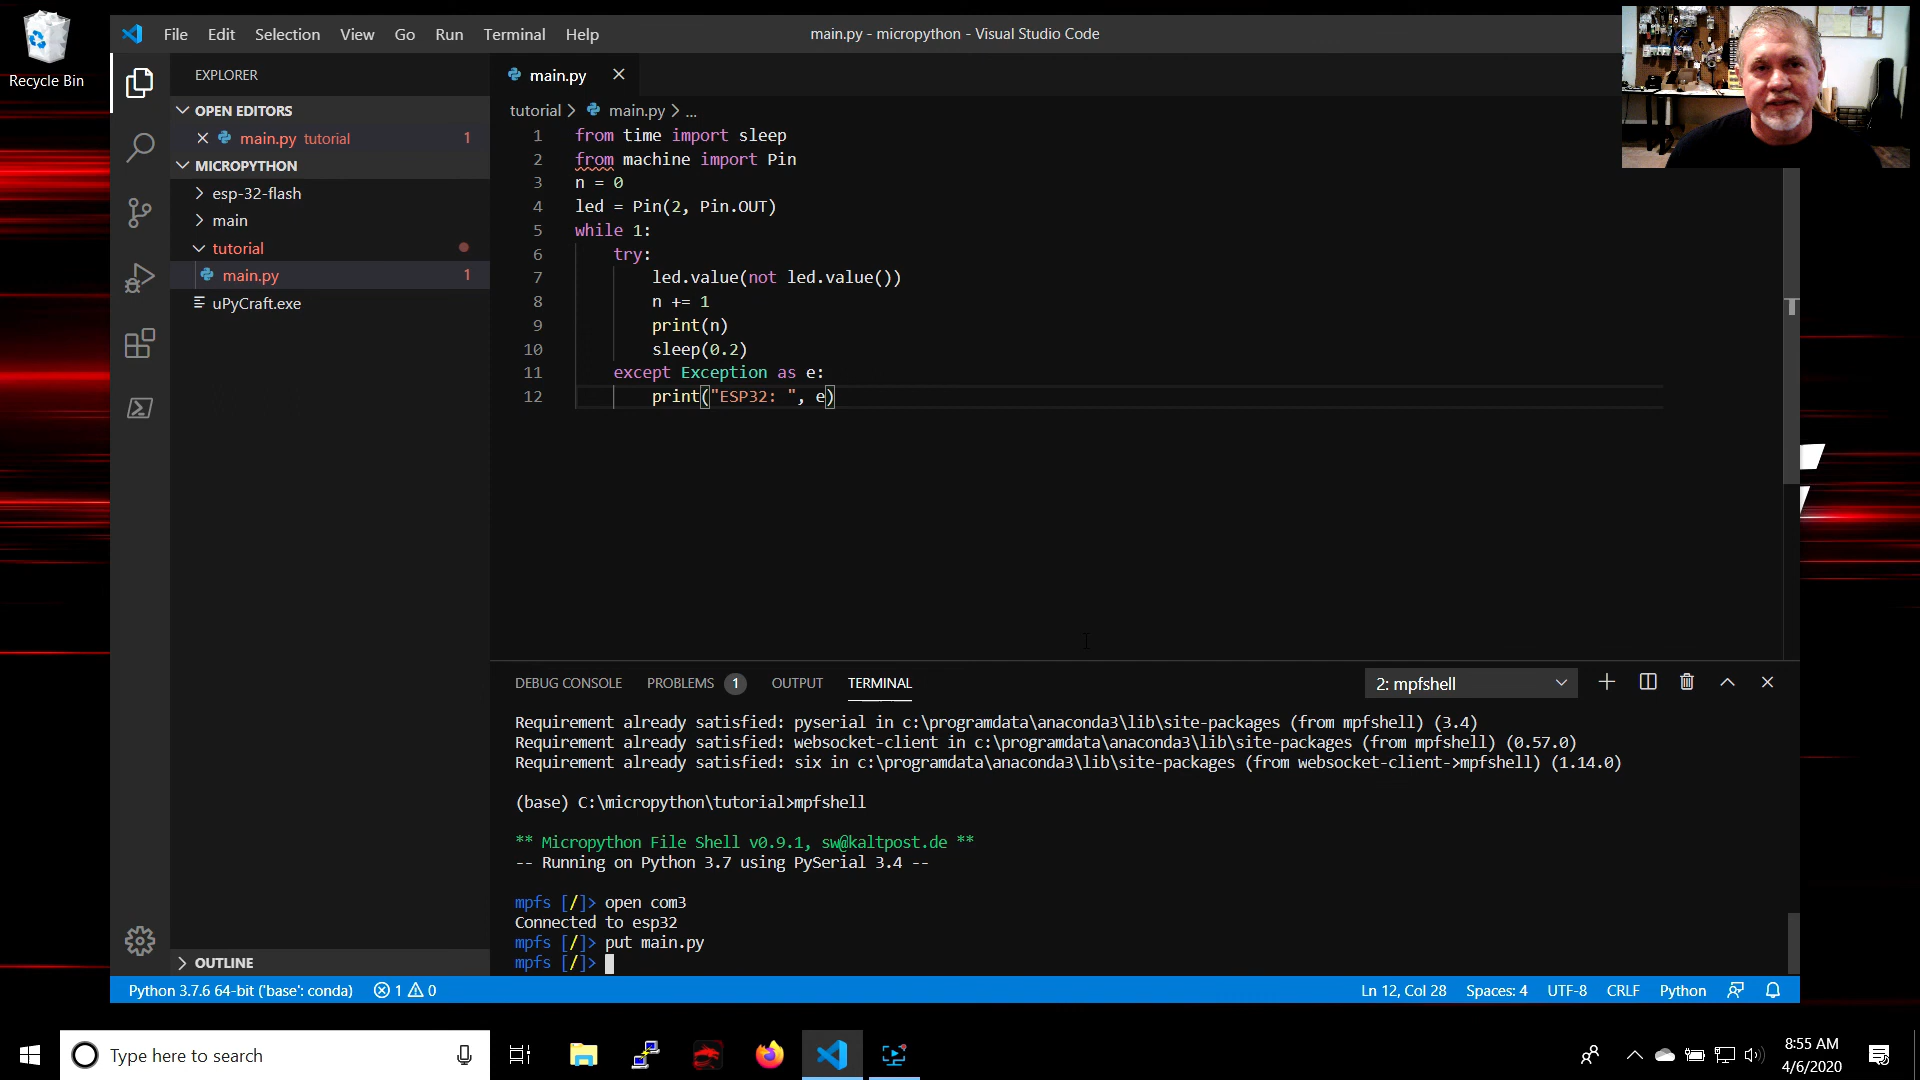 Recycle Bin
File Edit Selection View Go Run Terminal Help
main.py - micropython - Visual Studio Code
EXPLORER
OPEN EDITORS
main.py tutorial 1
MICROPYTHON
esp-32-flash
main
tutorial
main.py 1
uPyCraft.exe
OUTLINE
main.py
tutorial > main.py > ...
1 from time import sleep
2 from machine import Pin
3 n = 0
4 led = Pin(2, Pin.OUT)
5 while 1:
6 try:
7 led.value(not led.value())
8 n += 1
9 print(n)
10 sleep(0.2)
11 except Exception as e:
12 print("ESP32: ", e)
DEBUG CONSOLE PROBLEMS 1 OUTPUT TERMINAL
2: mpfshell
Requirement already satisfied: pyserial in c:\programdata\anaconda3\lib\site-packages (from mpfshell) (3.4)
Requirement already satisfied: websocket-client in c:\programdata\anaconda3\lib\site-packages (from mpfshell) (0.57.0)
Requirement already satisfied: six in c:\programdata\anaconda3\lib\site-packages (from websocket-client->mpfshell) (1.14.0)
(base) C:\micropython\tutorial>mpfshell
** Micropython File Shell v0.9.1, sw@kaltpost.de **
-- Running on Python 3.7 using PySerial 3.4 --
mpfs [/]> open com3
Connected to esp32
mpfs [/]> put main.py
mpfs [/]>
Python 3.7.6 64-bit ('base': conda) 1 0
Ln 12, Col 28 Spaces: 4 UTF-8 CRLF Python
Type here to search
8:55 AM
4/6/2020